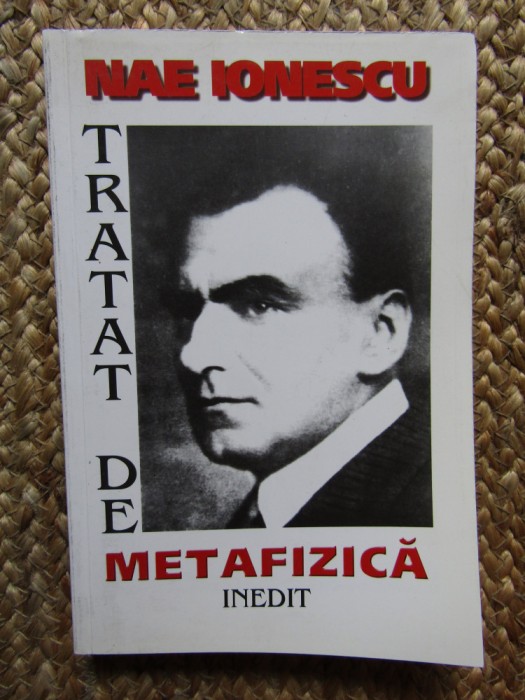 NAE IONESCU
TRATAT
DE
METAFIZICĂ
INEDIT